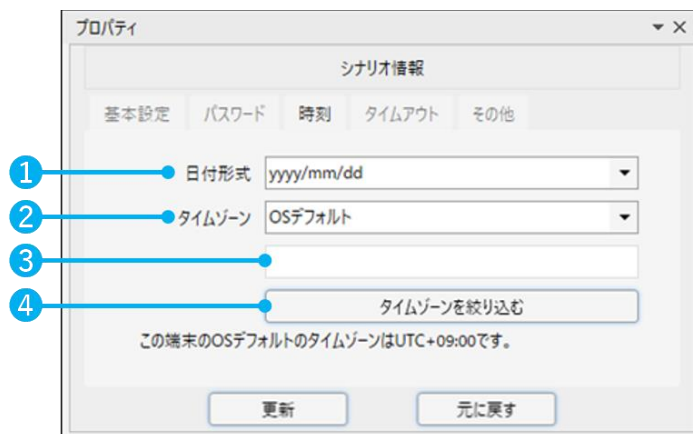 プロパティ
シナリオ情報
基本設定 パスワード 時刻 タイムアウト その他
1 日付形式 yyyy/mm/dd
2 タイムゾーン OSデフォルト
3
4 タイムゾーンを絞り込む
この端末のOSデフォルトのタイムゾーンはUTC+09:00です。
更新 元に戻す